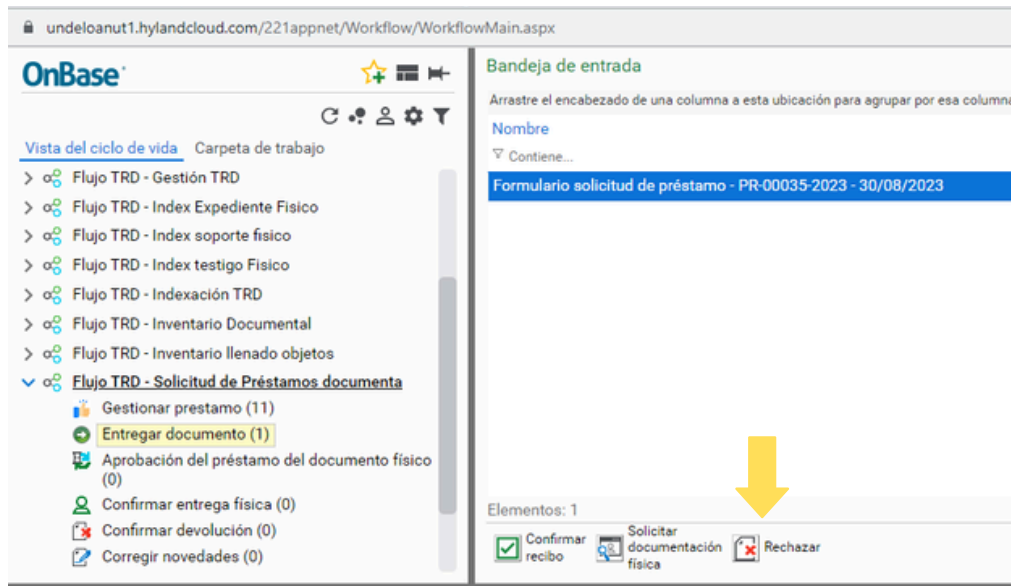 undeloanut1.hylandcloud.com/221appnet/Workflow/WorkflowMain.aspx
OnBase
Vista del ciclo de vida Carpeta de trabajo
Flujo TRD - Gestión TRD
Flujo TRD - Index Expediente Fisico
Flujo TRD - Index soporte fisico
Flujo TRD - Index testigo Fisico
Flujo TRD - Indexación TRD
Flujo TRD - Inventario Documental
Flujo TRD - Inventario llenado objetos
Flujo TRD - Solicitud de Préstamos documenta
Gestionar prestamo (11)
Entregar documento (1)
Aprobación del préstamo del documento físico
(0)
Confirmar entrega física (0)
Confirmar devolución (0)
Corregir novedades (0)
Bandeja de entrada
Arrastre el encabezado de una columna a esta ubicación para agrupar por esa columna
Nombre
Contiene...
Formulario solicitud de préstamo - PR-00035-2023 - 30/08/2023
Elementos: 1
Confirmar
recibo
Solicitar
documentación
física
Rechazar